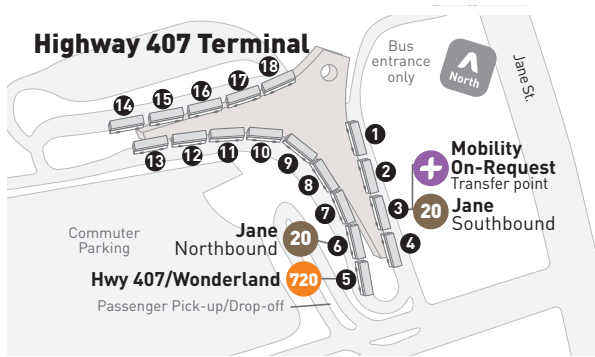 Highway 407 Terminal
Bus
entrance
only
North
Jane St.
18
17
16
15
14
13
12
11
10
9
8
7
6
5
1
2
3
4
Mobility
On-Request
Transfer point
20 Jane
Southbound
Commuter
Parking
Jane
Northbound 20
Hwy 407/Wonderland 720
Passenger Pick-up/Drop-off